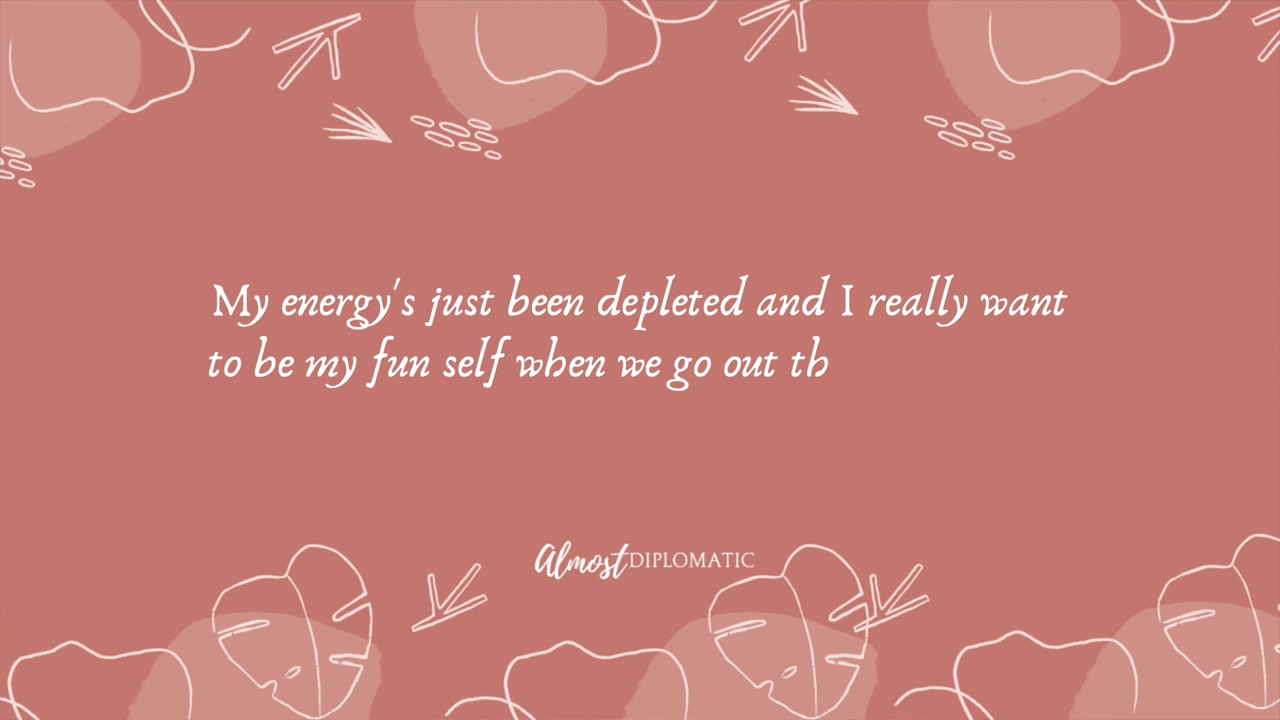 My energy's just been depleted and I really want
to be my fun self when we go out th
Almost DIPLOMATIC